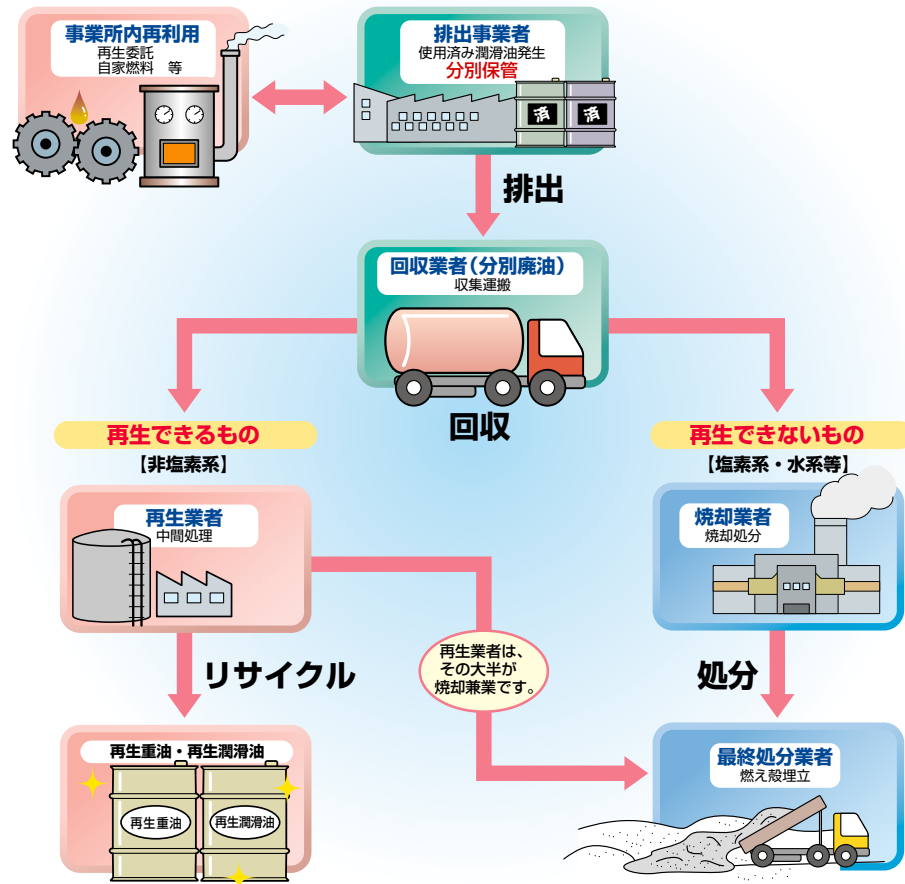 事業所内再利用
再生委託
自家燃料 等
排出事業者
使用済み潤滑油発生
分別保管
済
済
排出
回収業者(分別廃油)
収集運搬
回収
再生できるもの
【非塩素系】
再生できないもの
【塩素系・水系等】
再生業者
中間処理
焼却業者
焼却処分
リサイクル
再生業者は、
その大半が
焼却兼業です。
処分
再生重油・再生潤滑油
再生重油
再生潤滑油
最終処分業者
燃え殻埋立